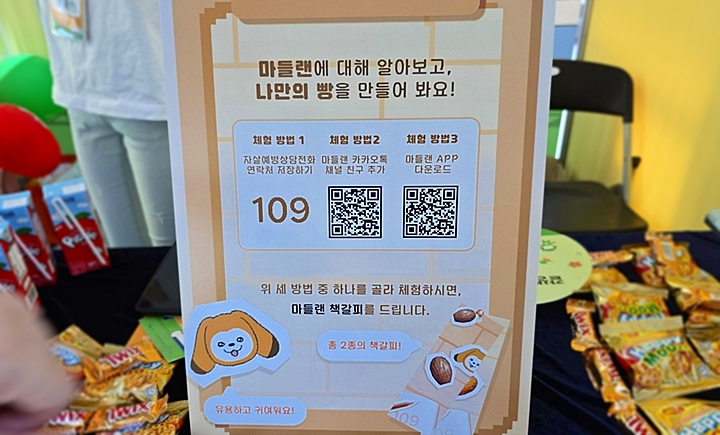 마들랜에 대해 알아보고,
나만의 빵을 만들어 봐요!
체험 방법 1
자살예방상담전화
연락처 저장하기
109
체험 방법2
마들랜 카카오톡
채널 친구 추가
체험 방법3
마들랜 APP
다운로드
위 세 방법 중 하나를 골라 체험하시면,
마들랜 책갈피를 드립니다.
총 2종의 책갈피!
유용하고 귀여워요!
109
109
TWIX
TWIX
TWIX